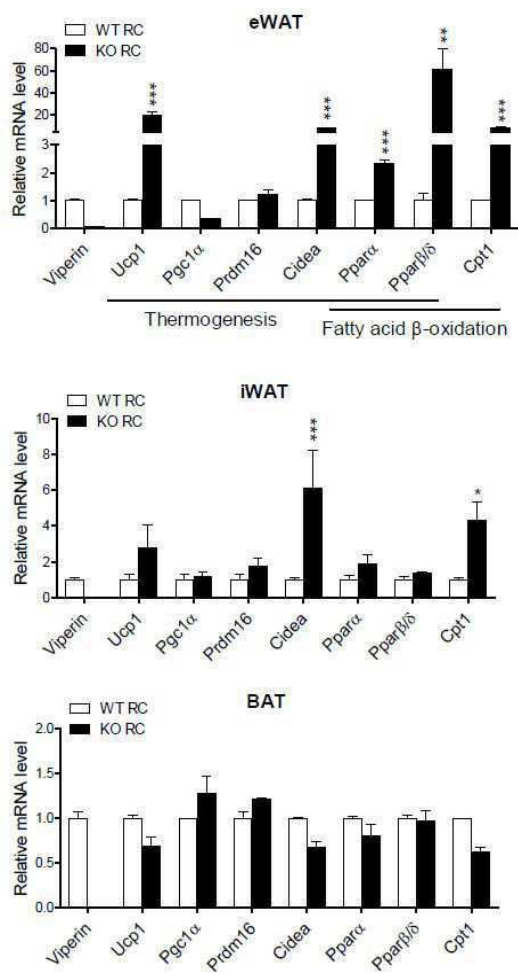 eWAT
WT RC
KO RC
Relative mRNA level
80
60
40
20
3
2
1
0
***
***
***
**
***
Viperin
Ucp1
Pgc1α
Prdm16
Cidea
Pparα
Pparβ/δ
Cpt1
Thermogenesis
Fatty acid β-oxidation
iWAT
WT RC
KO RC
Relative mRNA level
10
8
6
4
2
0
***
*
Viperin
Ucp1
Pgc1α
Prdm16
Cidea
Pparα
Pparβ/δ
Cpt1
BAT
WT RC
KO RC
Relative mRNA level
2.0
1.5
1.0
0.5
0.0
Viperin
Ucp1
Pgc1α
Prdm16
Cidea
Pparα
Pparβ/δ
Cpt1